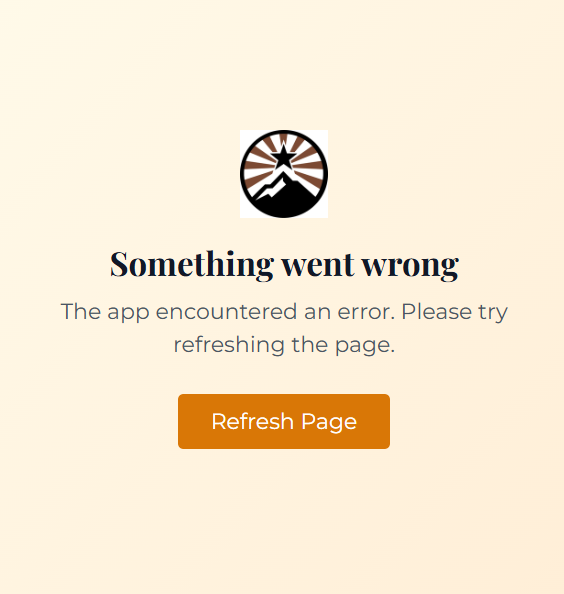 Something went wrong
The app encountered an error. Please try
refreshing the page.
Refresh Page